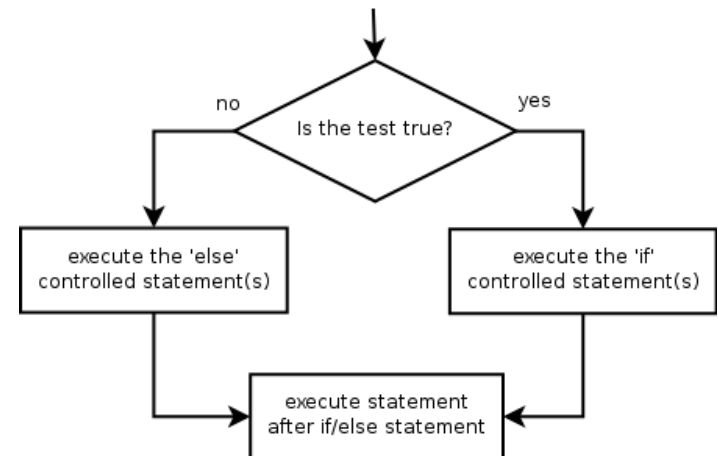 no
yes
Is the test true?
execute the 'else'
controlled statement(s)
execute the 'if'
controlled statement(s)
execute statement
after if/else statement